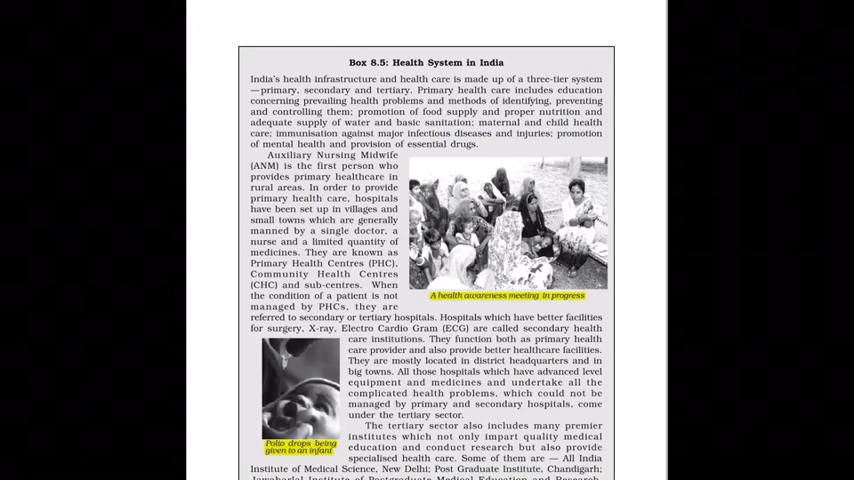 Box 8.5: Health System in India
India's health infrastructure and health care is made up of a three-tier system
—primary, secondary and tertiary. Primary health care includes education
concerning prevailing health problems and methods of identifying, preventing
and controlling them; promotion of food supply and proper nutrition and
adequate supply of water and basic sanitation; maternal and child health
care; immunisation against major infectious diseases and injuries; promotion
of mental health and provision of essential drugs.
Auxiliary Nursing Midwife
(ANM) is the first person who
provides primary healthcare in
rural areas. In order to provide
primary health care, hospitals
have been set up in villages and
small towns which are generally
manned by a single doctor, a
nurse and a limited quantity of
medicines. They are known as
Primary Health Centres (PHC),
Community Health Centres
(CHC) and sub-centres. When
the condition of a patient is not
managed by PHCs, they are
A health awareness meeting in progress
referred to secondary or tertiary hospitals. Hospitals which have better facilities
for surgery, X-ray, Electro Cardio Gram (ECG) are called secondary health
care institutions. They function both as primary health
care provider and also provide better healthcare facilities.
They are mostly located in district headquarters and in
big towns. All those hospitals which have advanced level
equipment and medicines and undertake all the
complicated health problems, which could not be
managed by primary and secondary hospitals, come
under the tertiary sector.
Polio drops being
given to an infant
The tertiary sector also includes many premier
institutes which not only impart quality medical
education and conduct research but also provide
specialised health care. Some of them are — All India
Institute of Medical Science, New Delhi; Post Graduate Institute, Chandigarh;
Jawaharlal Institute of Postgraduate Medical Education and Research,